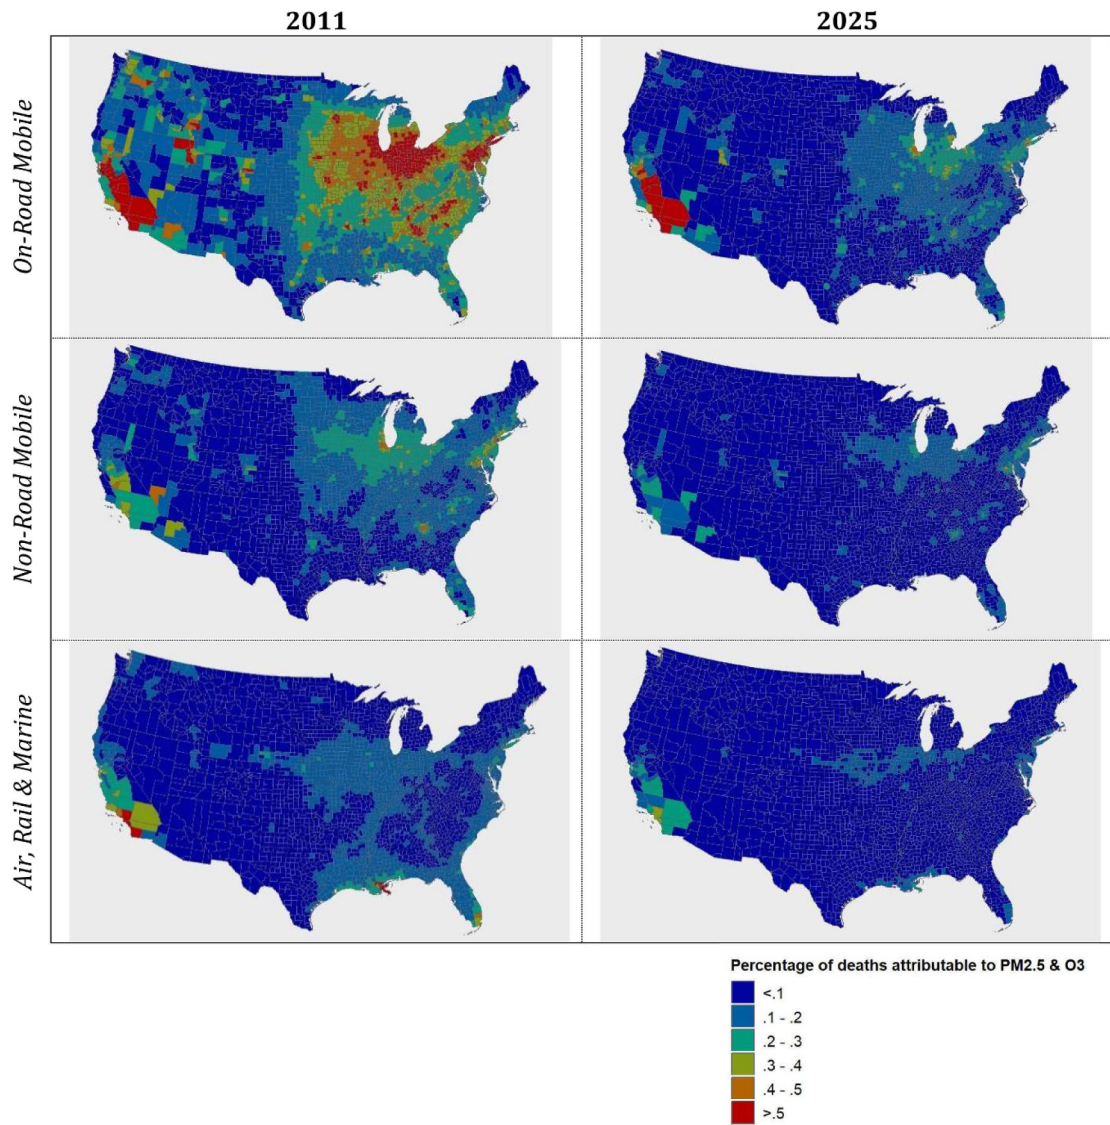 2011 2025
On-Road Mobile
Non-Road Mobile
Air, Rail & Marine
Percentage of deaths attributable to PM2.5 & O3
<.1
.1 - .2
.2 - .3
.3 - .4
.4 - .5
>.5